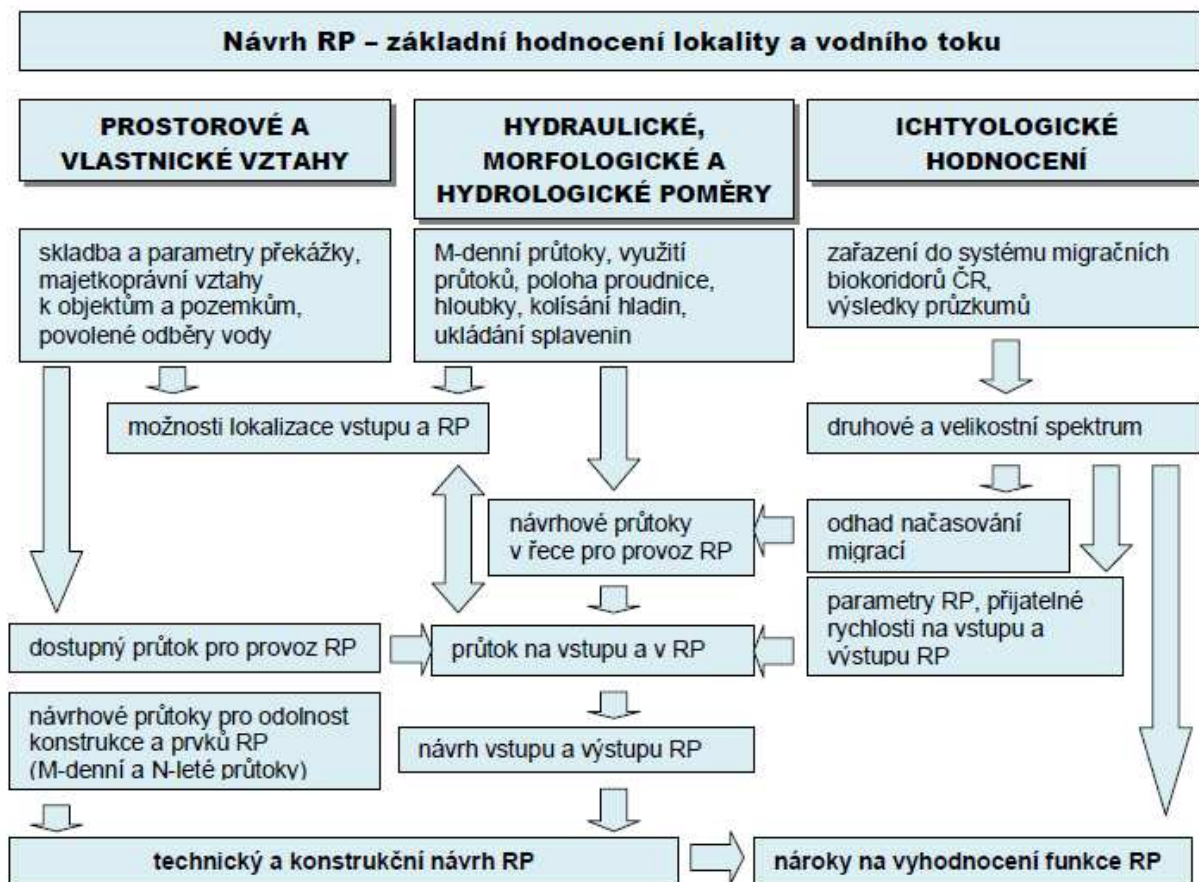 Návrh RP – základní hodnocení lokality a vodního toku
PROSTOROVÉ A
VLASTNICKÉ VZTAHY
HYDRAULICKÉ,
MORFOLOGICKÉ A
HYDROLOGICKÉ POMĚRY
ICHTYOLOGICKÉ
HODNOCENÍ
skladba a parametry překážky,
majetkoprávní vztahy
k objektům a pozemkům,
povolené odběry vody
M-denní průtoky, využití
průtoků, poloha proudnice,
hloubky, kolísání hladin,
ukládání splavenin
zařazení do systému migračních
biokoridorů ČR,
výsledky průzkumů
možnosti lokalizace vstupu a RP
druhové a velikostní spektrum
návrhové průtoky
v řece pro provoz RP
odhad načasování
migrací
dostupný průtok pro provoz RP
průtok na vstupu a v RP
parametry RP, přijatelné
rychlosti na vstupu a
výstupu RP
návrhové průtoky pro odolnost
konstrukce a prvků RP
(M-denní a N-leté průtoky)
návrh vstupu a výstupu RP
technický a konstrukční návrh RP
nároky na vyhodnocení funkce RP